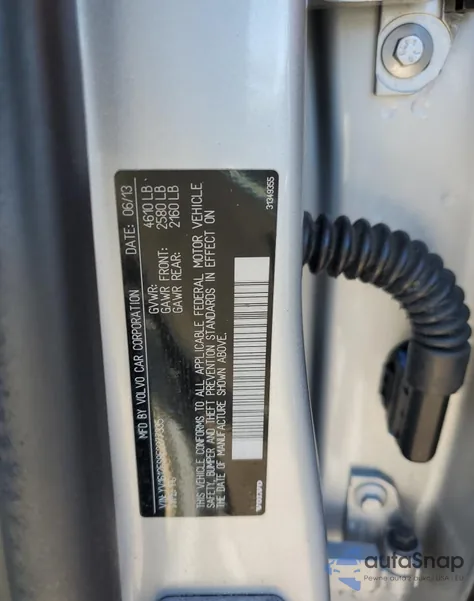 MFD BY VOLVO CAR CORPORATION DATE: 06/13
GVWR: 4610 LB
GAWR FRONT: 2580 LB
GAWR REAR: 2160 LB
THIS VEHICLE CONFORMS TO ALL APPLICABLE FEDERAL MOTOR VEHICLE
SAFETY, BUMPER AND THEFT PREVENTION STANDARDS IN EFFECT ON
DATE OF MANUFACTURE SHOWN ABOVE.
VOLVO
31349355
autoSnap